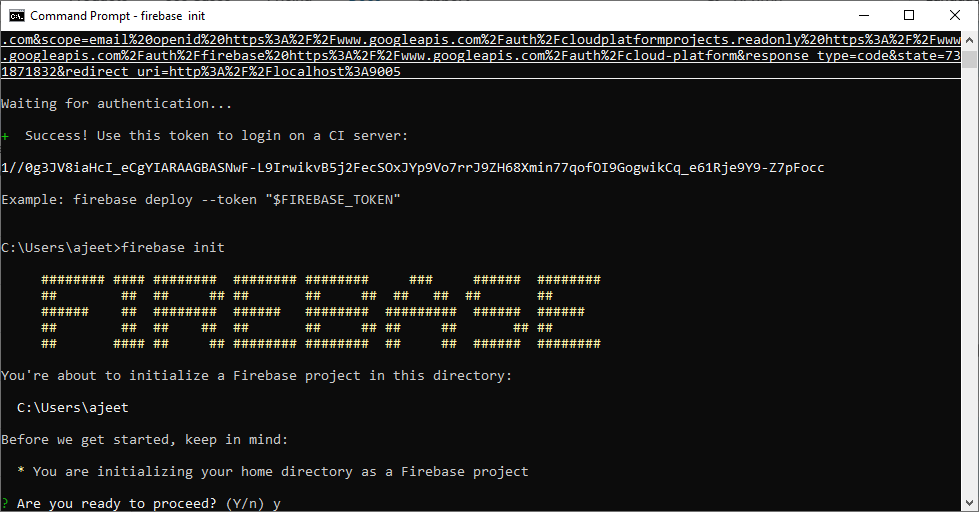 Command Prompt - firebase init
.com&scope=email%20openid%20https%3A%2F%2Fwww.googleapis.com%2Fauth%2Fcloudplatformprojects.readonly%20https%3A%2F%2Fwww
.googleapis.com%2Fauth%2Ffirebase%20https%3A%2F%2Fwww.googleapis.com%2Fauth%2Fcloud-platform&response_type=code&state=73
1871832&redirect_uri=http%3A%2F%2Flocalhost%3A9005
Waiting for authentication...
+  Success! Use this token to login on a CI server:
1//0g3JV8iaHcI_eCgYIARAAGBASNwF-L9IrwikvB5j2FecSOxJYp9Vo7rrJ9ZH68Xmin77qofOI9GogwikCq_e61Rje9Y9-Z7pFocc
Example: firebase deploy --token "$FIREBASE_TOKEN"
C:\Users\ajeet>firebase init
FIREBASE
You're about to initialize a Firebase project in this directory:
C:\Users\ajeet
Before we get started, keep in mind:
* You are initializing your home directory as a Firebase project
? Are you ready to proceed? (Y/n) y